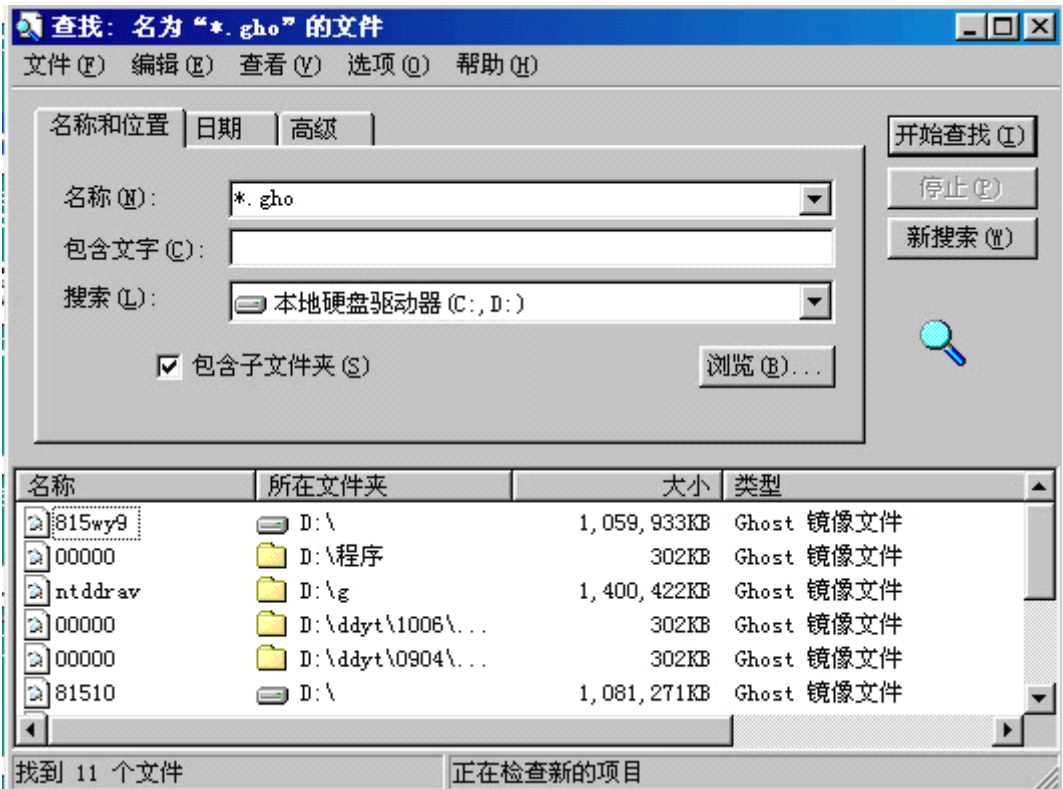 查找: 名为“*.gho”的文件
文件(F) 编辑(E) 查看(V) 选项(O) 帮助(H)
名称和位置 日期 高级
开始查找(I)
名称(N): *.gho
停止(P)
包含文字(C):
新搜索(W)
搜索(L): 本地硬盘驱动器(C:,D:)
包含子文件夹(S) 浏览(B)...
名称 所在文件夹 大小 类型
815wy9 D:\ 1,059,933KB Ghost 镜像文件
00000 D:\程序 302KB Ghost 镜像文件
ntddrav D:\g 1,400,422KB Ghost 镜像文件
00000 D:\ddyt\1006\... 302KB Ghost 镜像文件
00000 D:\ddyt\0904\... 302KB Ghost 镜像文件
81510 D:\ 1,081,271KB Ghost 镜像文件
找到 11 个文件 正在检查新的项目